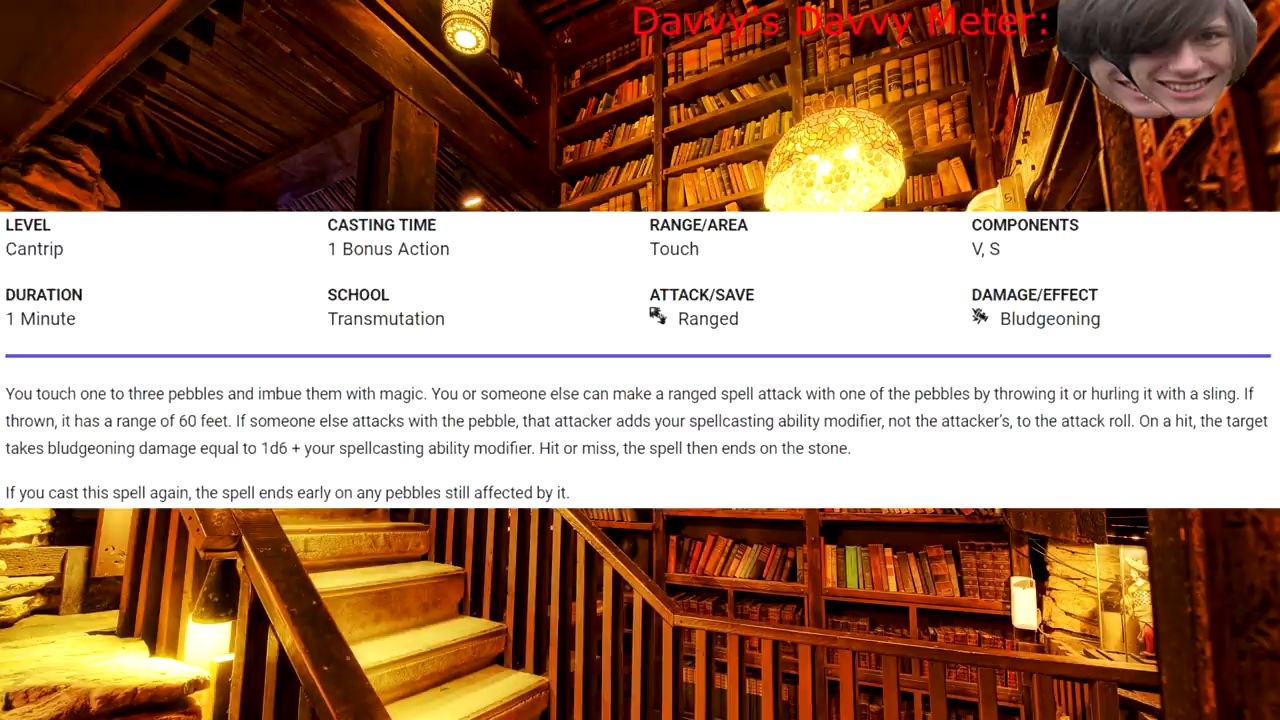 Davvy's Davvy Meter:
LEVEL CASTING TIME RANGE/AREA COMPONENTS
Cantrip 1 Bonus Action Touch V, S
DURATION SCHOOL ATTACK/SAVE DAMAGE/EFFECT
1 Minute Transmutation Ranged Bludgeoning
You touch one to three pebbles and imbue them with magic. You or someone else can make a ranged spell attack with one of the pebbles by throwing it or hurling it with a sling. If
thrown, it has a range of 60 feet. If someone else attacks with the pebble, that attacker adds your spellcasting ability modifier, not the attacker’s, to the attack roll. On a hit, the target
takes bludgeoning damage equal to 1d6 + your spellcasting ability modifier. Hit or miss, the spell then ends on the stone.
If you cast this spell again, the spell ends early on any pebbles still affected by it.